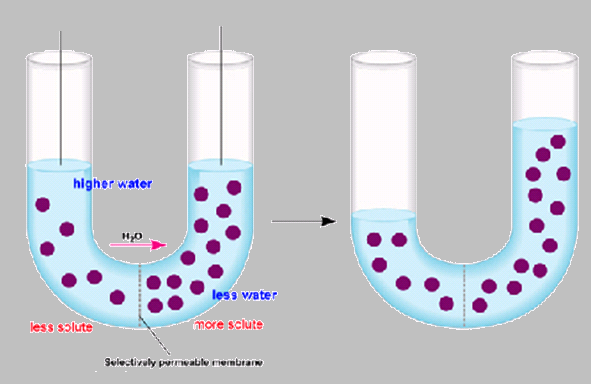 higher water
H₂O
less water
less solute
more solute
Selectively permeable membrane